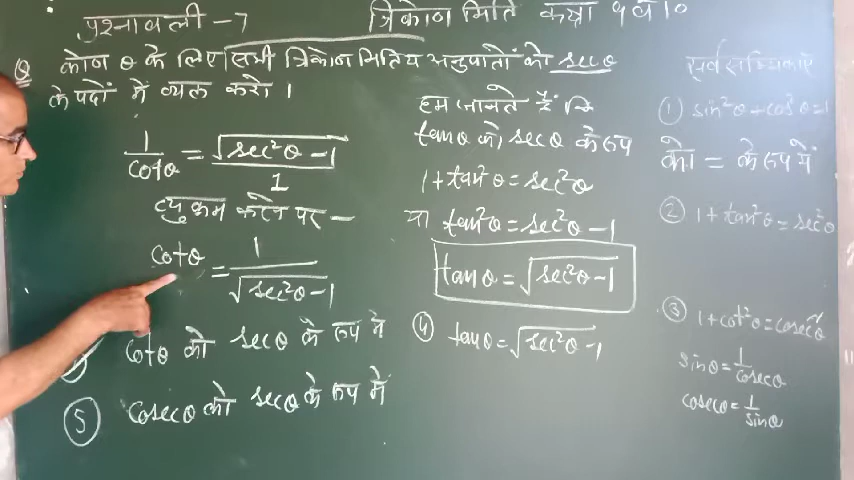 प्रश्नावली - 7
त्रिकोणमिति कक्षा 9 वी 10
Q कोण θ के लिए सभी त्रिकोणमितिय अनुपातों को secθ
के पदों में व्यक्त करो ।
1/cotθ = √sec²θ-1/1
व्युत्क्रम करने पर -
cotθ = 1/√sec²θ-1
cotθ को secθ के रूप में
⑤ cosecθ को secθ के रूप में
हम जानते हैं कि
tanθ को secθ के रूप
1+tan²θ = sec²θ
या tan²θ = sec²θ - 1
tanθ = √sec²θ-1
④ tanθ = √sec²θ-1
सर्वसमिकाएँ
① sin²θ + cos²θ = 1
को = के रूप में
② 1 + tan²θ = sec²θ
③ 1+cot²θ = cosec²θ
sinθ = 1/cosecθ
cosecθ = 1/sinθ